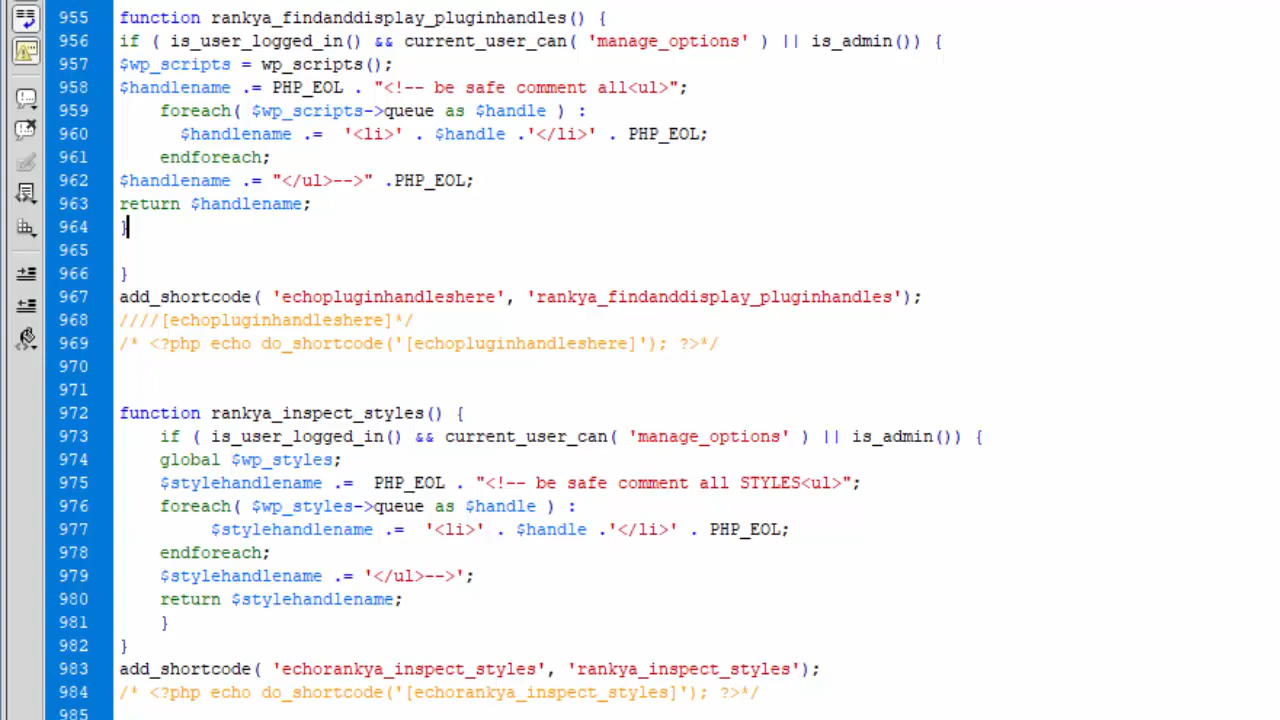 955 function rankya_findanddisplay_pluginhandles() {
956 if ( is_user_logged_in() && current_user_can( 'manage_options' ) || is_admin()) {
957 $wp_scripts = wp_scripts();
958 $handlename .= PHP_EOL . "<!-- be safe comment all<ul>";
959 foreach( $wp_scripts->queue as $handle ) :
960 $handlename .= '<li>' . $handle .'</li>' . PHP_EOL;
961 endforeach;
962 $handlename .= "</ul>-->" .PHP_EOL;
963 return $handlename;
964 }
965
966 }
967 add_shortcode( 'echopluginhandleshere', 'rankya_findanddisplay_pluginhandles');
968 ////[echopluginhandleshere]*/
969 /* <?php echo do_shortcode('[echopluginhandleshere]'); ?>*/
970
971
972 function rankya_inspect_styles() {
973 if ( is_user_logged_in() && current_user_can( 'manage_options' ) || is_admin()) {
974 global $wp_styles;
975 $stylehandlename .= PHP_EOL . "<!-- be safe comment all STYLES<ul>";
976 foreach( $wp_styles->queue as $handle ) :
977 $stylehandlename .= '<li>' . $handle .'</li>' . PHP_EOL;
978 endforeach;
979 $stylehandlename .= '</ul>-->';
980 return $stylehandlename;
981 }
982 }
983 add_shortcode( 'echorankya_inspect_styles', 'rankya_inspect_styles');
984 /* <?php echo do_shortcode('[echorankya_inspect_styles]'); ?>*/
985